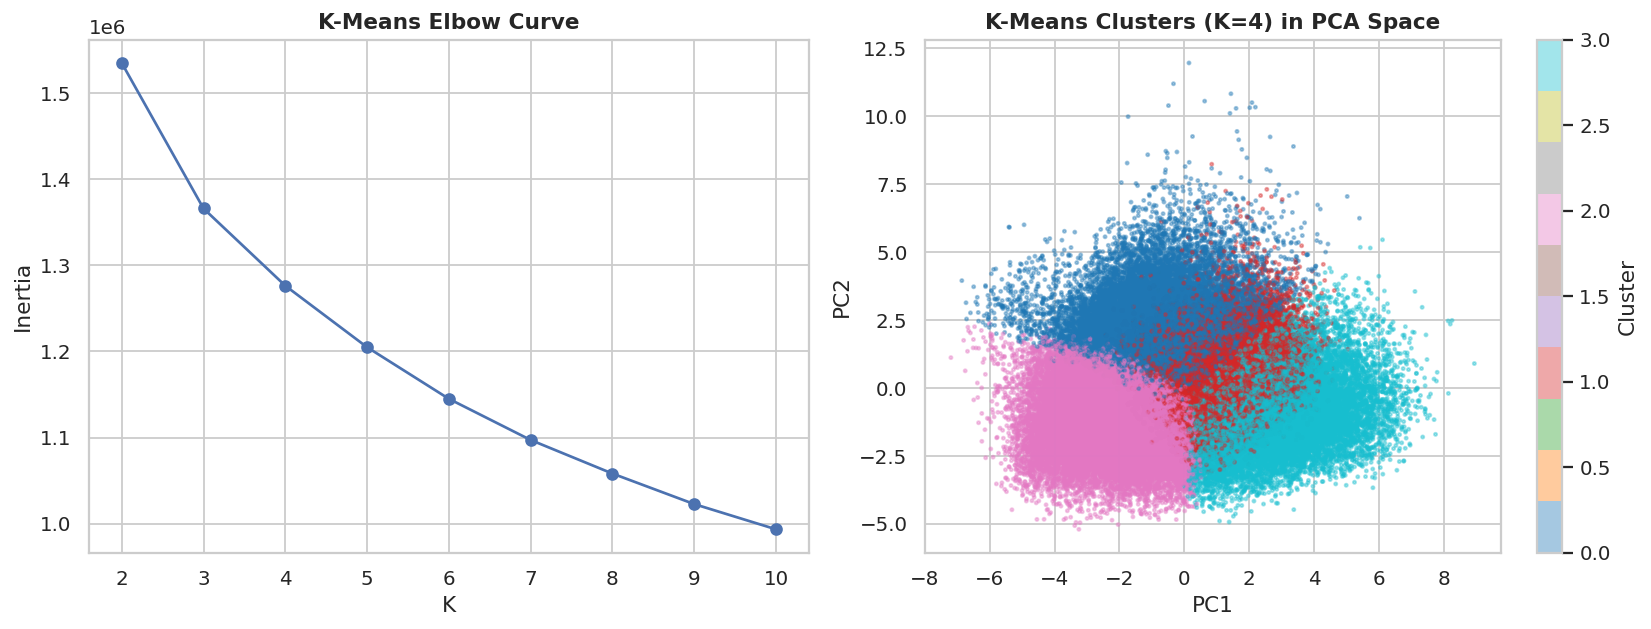 K-Means Elbow Curve
1e6
1.5
1.4
1.3
1.2
1.1
1.0
Inertia
2 3 4 5 6 7 8 9 10
K
K-Means Clusters (K=4) in PCA Space
12.5
10.0
7.5
5.0
2.5
0.0
−2.5
−5.0
PC2
−8 −6 −4 −2 0 2 4 6 8
PC1
3.0
2.5
2.0
1.5
1.0
0.5
0.0
Cluster